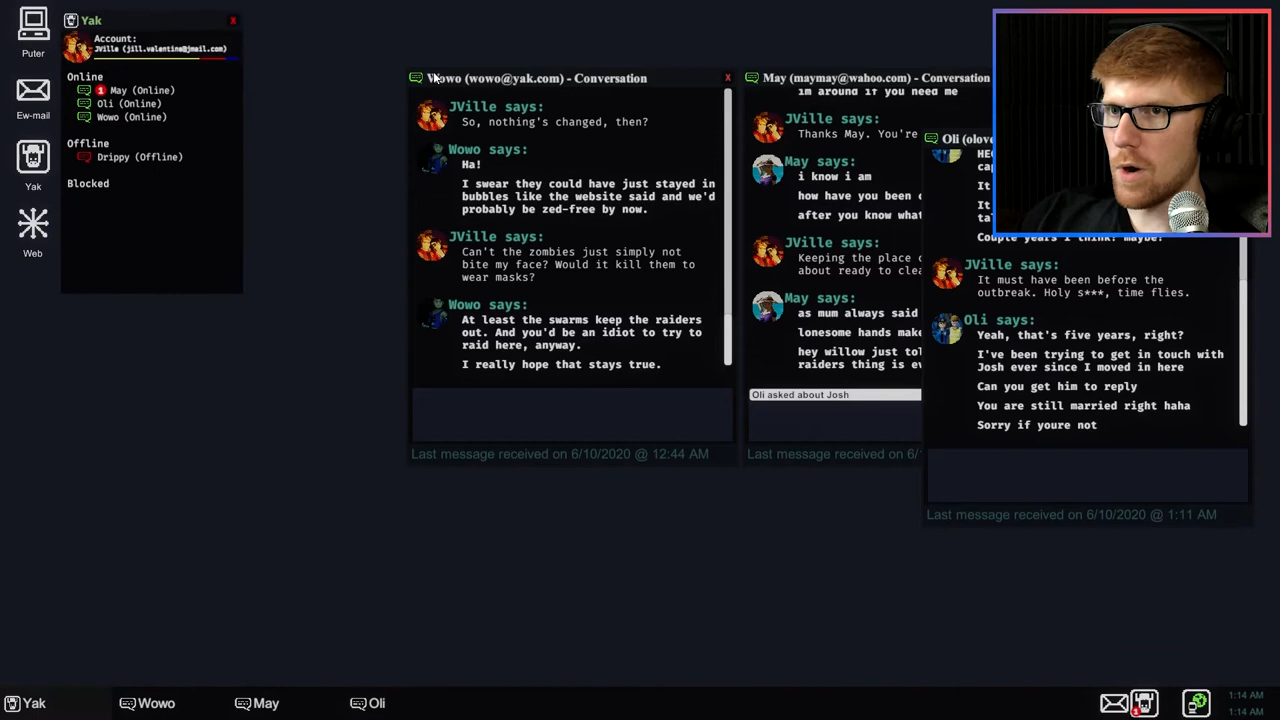 Puter
Ew-mail
Yak
Web
Yak
x
Account:
JVille (jill.valentine@jmail.com)
Online
1 May (Online)
Oli (Online)
Wowo (Online)
Offline
Drippy (Offline)
Blocked
Wowo (wowo@yak.com) - Conversation
x
JVille says:
So, nothing's changed, then?
Wowo says:
Ha!
I swear they could have just stayed in
bubbles like the website said and we'd
probably be zed-free by now.
JVille says:
Can't the zombies just simply not
bite my face? Would it kill them to
wear masks?
Wowo says:
At least the swarms keep the raiders
out. And you'd be an idiot to try to
raid here, anyway.
I really hope that stays true.
Last message received on 6/10/2020 @ 12:44 AM
May (maymay@wahoo.com) - Conversation
im around if you need me
JVille says:
Thanks May. You're
May says:
i know i am
how have you been
after you know what
JVille says:
Keeping the place
about ready to
May says:
as mum always said
lonesome hands
hey willow just
raiders thing is
Oli asked about Josh
Last message received on 6/
Oli
It
It
Couple years i think? maybe?
JVille says:
It must have been before the
outbreak. Holy s***, time flies.
Oli says:
Yeah, that's five years, right?
I've been trying to get in touch with
Josh ever since I moved in here
Can you get him to reply
You are still married right haha
Sorry if youre not
Last message received on 6/10/2020 @ 1:11 AM
Yak
Wowo
May
Oli
1
1:14 AM
1:14 AM